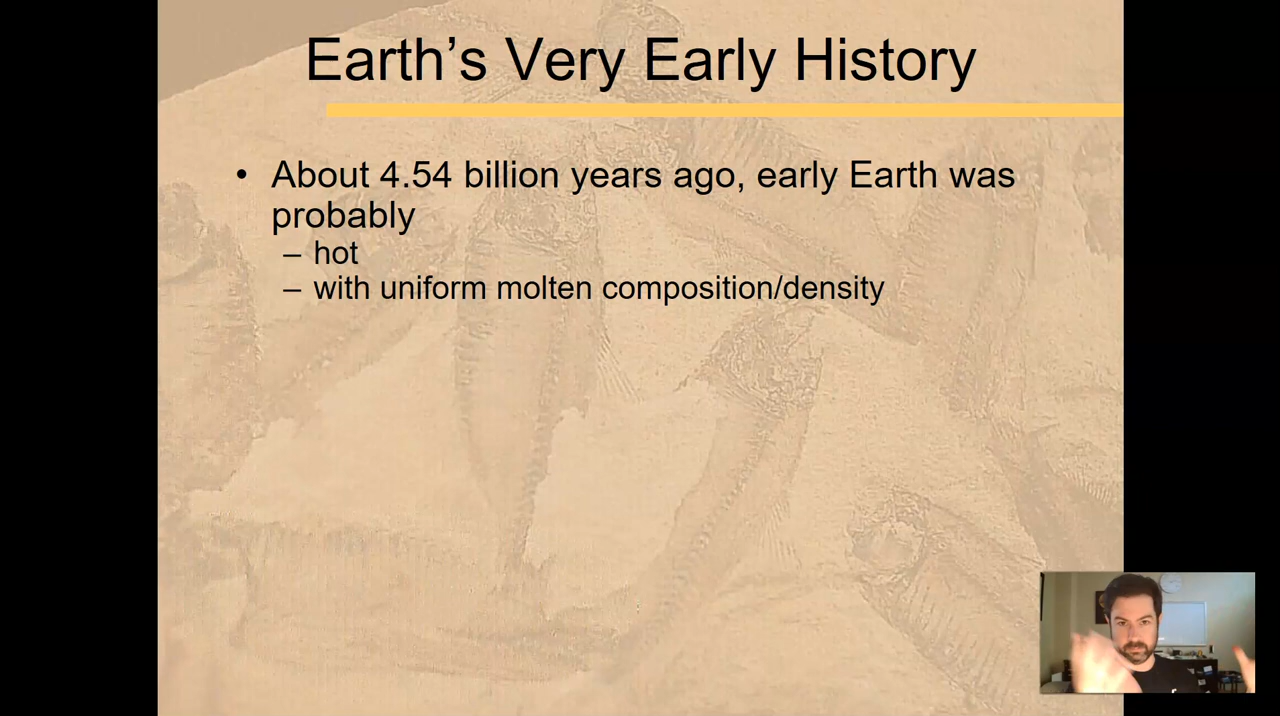 Earth’s Very Early History
• About 4.54 billion years ago, early Earth was
probably
– hot
– with uniform molten composition/density